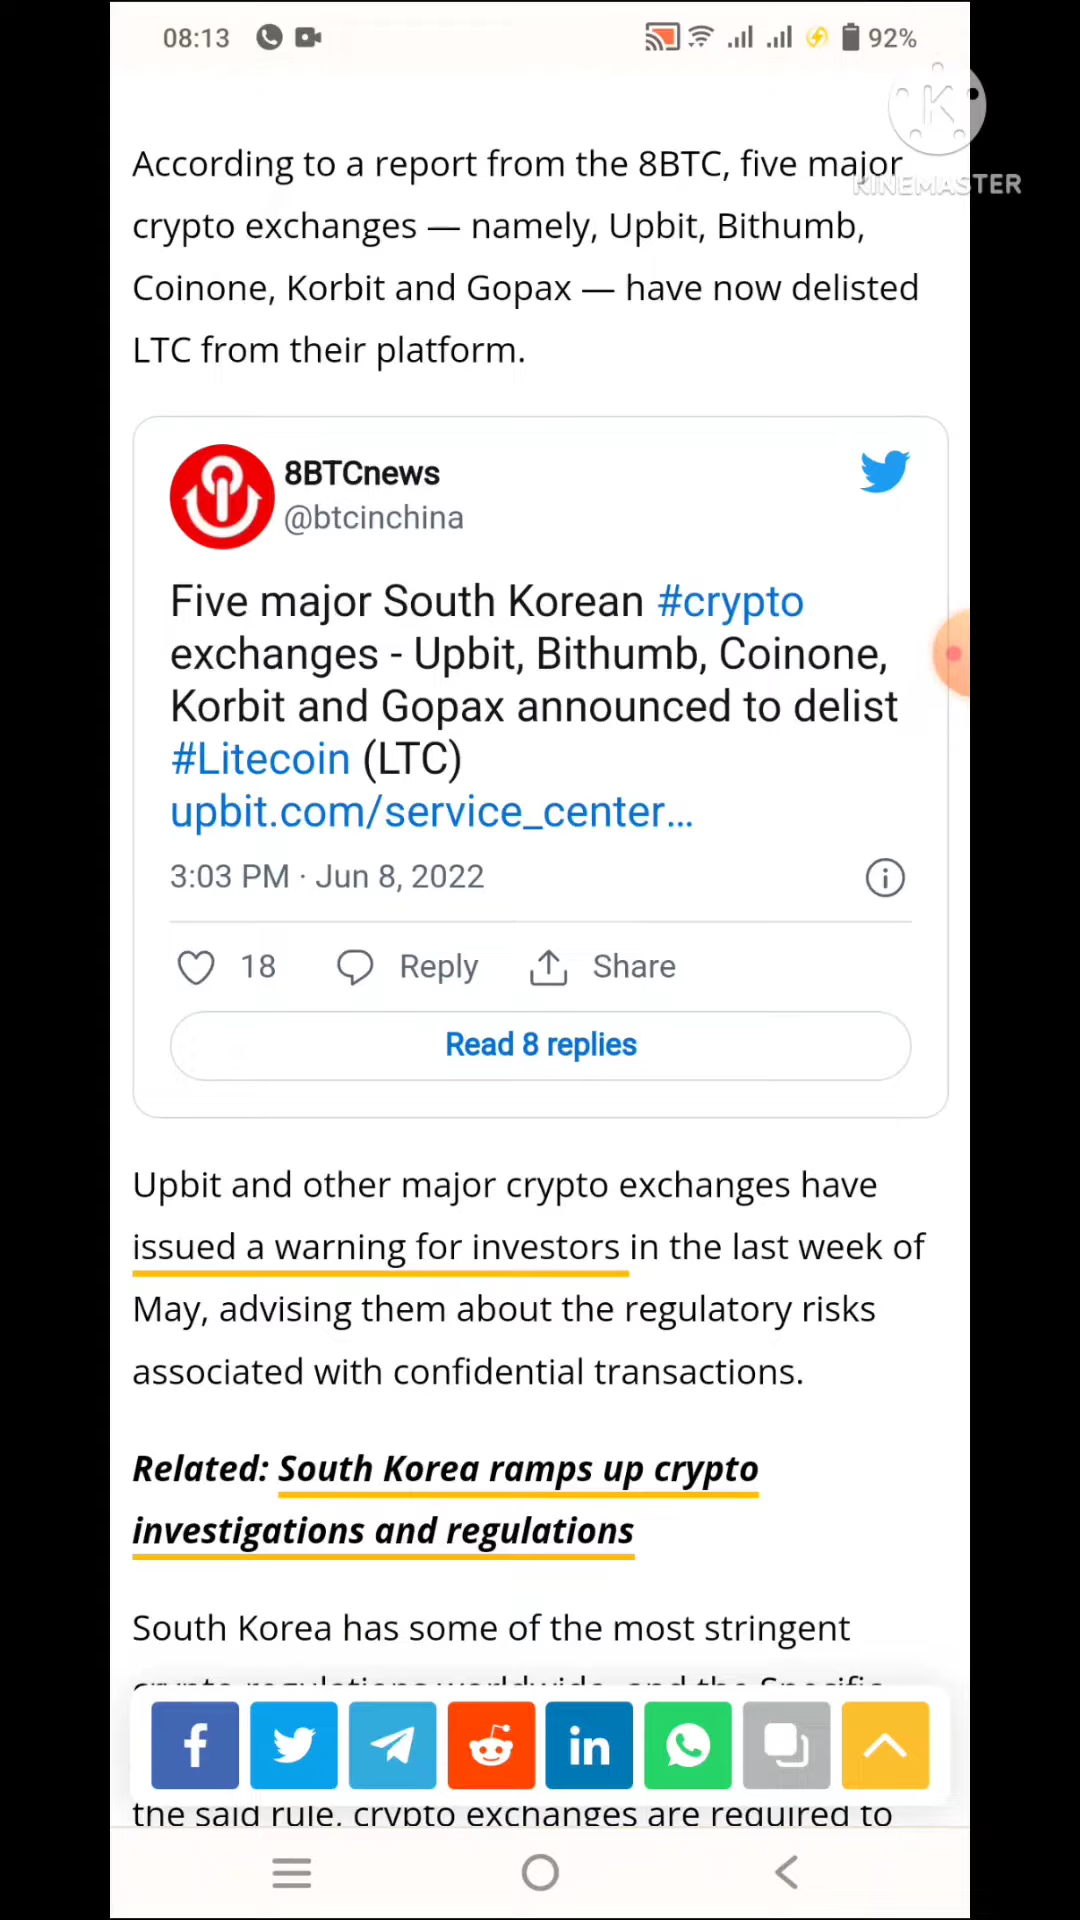 08:13
92%
KINEMASTER
According to a report from the 8BTC, five major
crypto exchanges — namely, Upbit, Bithumb,
Coinone, Korbit and Gopax — have now delisted
LTC from their platform.
8BTCnews
@btcinchina
Five major South Korean #crypto
exchanges - Upbit, Bithumb, Coinone,
Korbit and Gopax announced to delist
#Litecoin (LTC)
upbit.com/service_center...
3:03 PM · Jun 8, 2022
18 Reply Share
Read 8 replies
Upbit and other major crypto exchanges have
issued a warning for investors in the last week of
May, advising them about the regulatory risks
associated with confidential transactions.
Related: South Korea ramps up crypto
investigations and regulations
South Korea has some of the most stringent
crypto regulations worldwide, and the Specific
the said rule, crypto exchanges are required to